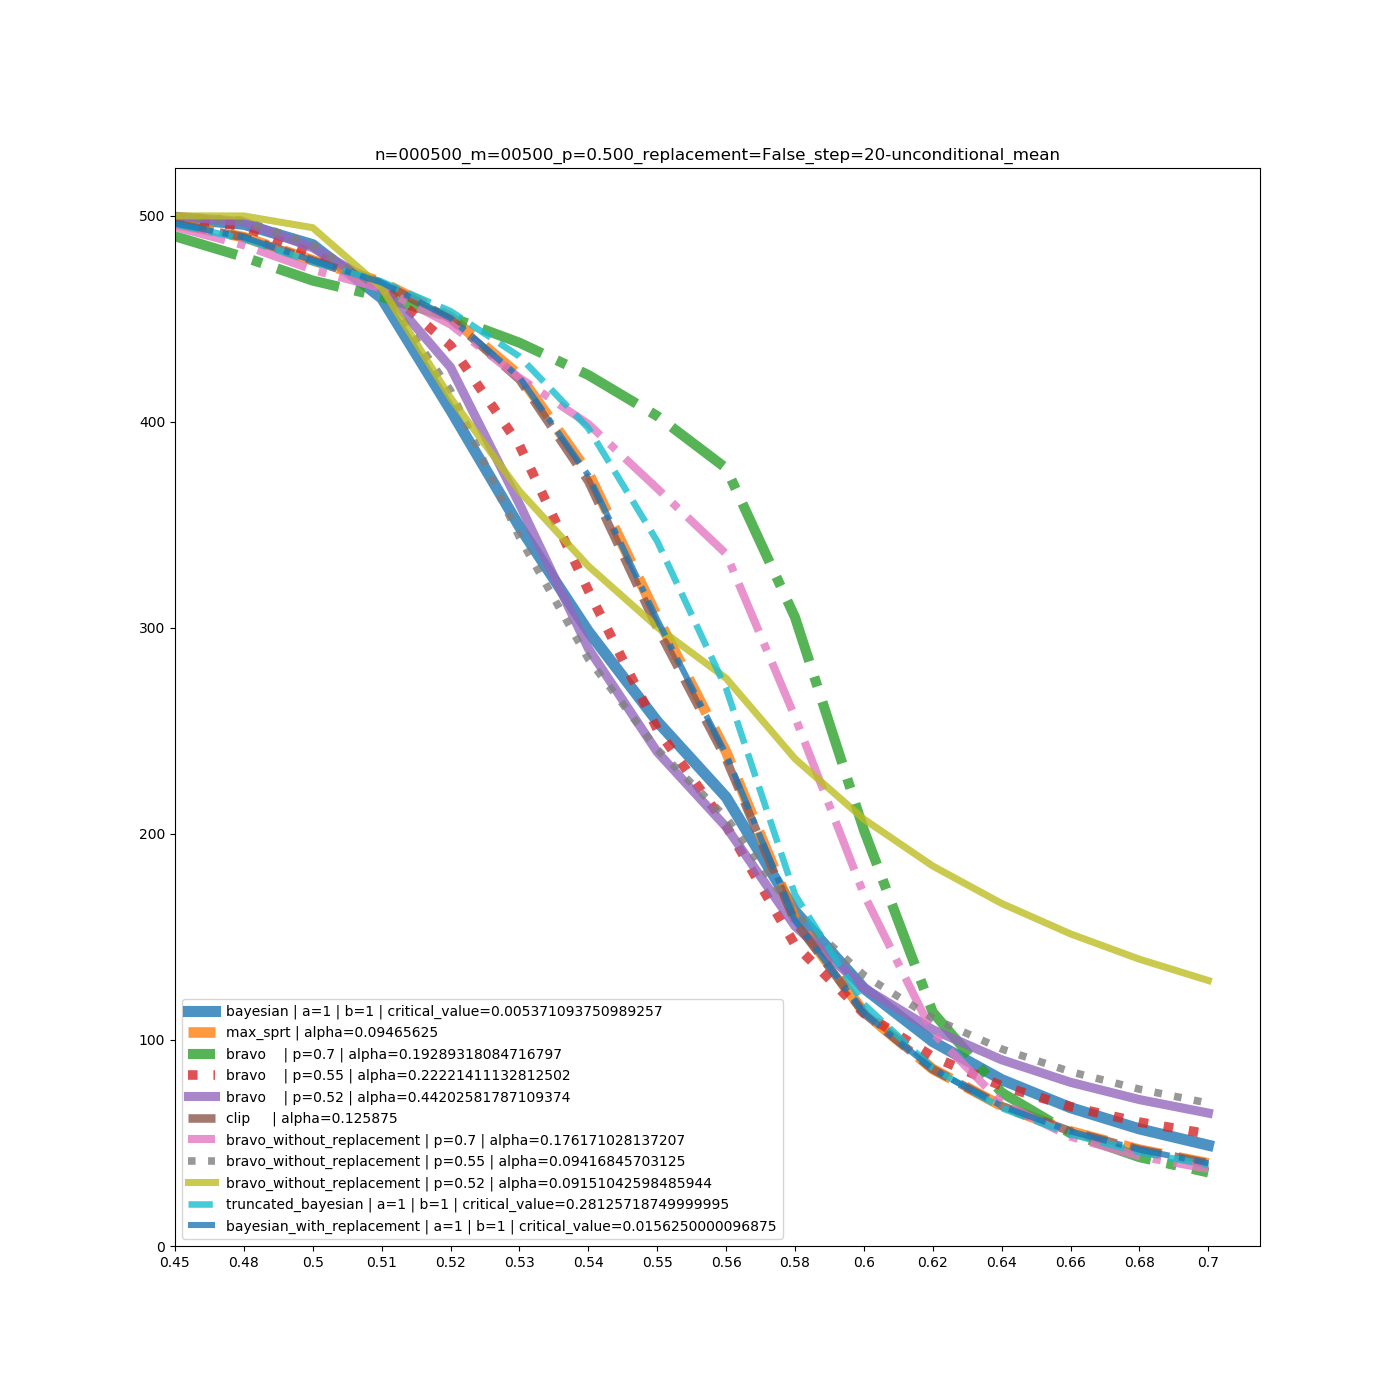 n=000500_m=00500_p=0.500_replacement=False_step=20-unconditional_mean
500
400
300
200
100
0
bayesian | a=1 | b=1 | critical_value=0.005371093750989257
max_sprt | alpha=0.09465625
bravo    | p=0.7 | alpha=0.19289318084716797
bravo    | p=0.55 | alpha=0.22221411132812502
bravo    | p=0.52 | alpha=0.44202581787109374
clip     | alpha=0.125875
bravo_without_replacement | p=0.7 | alpha=0.176171028137207
bravo_without_replacement | p=0.55 | alpha=0.09416845703125
bravo_without_replacement | p=0.52 | alpha=0.09151042598485944
truncated_bayesian | a=1 | b=1 | critical_value=0.28125718749999995
bayesian_with_replacement | a=1 | b=1 | critical_value=0.0156250000096875
0.45 0.48 0.5 0.51 0.52 0.53 0.54 0.55 0.56 0.58 0.6 0.62 0.64 0.66 0.68 0.7